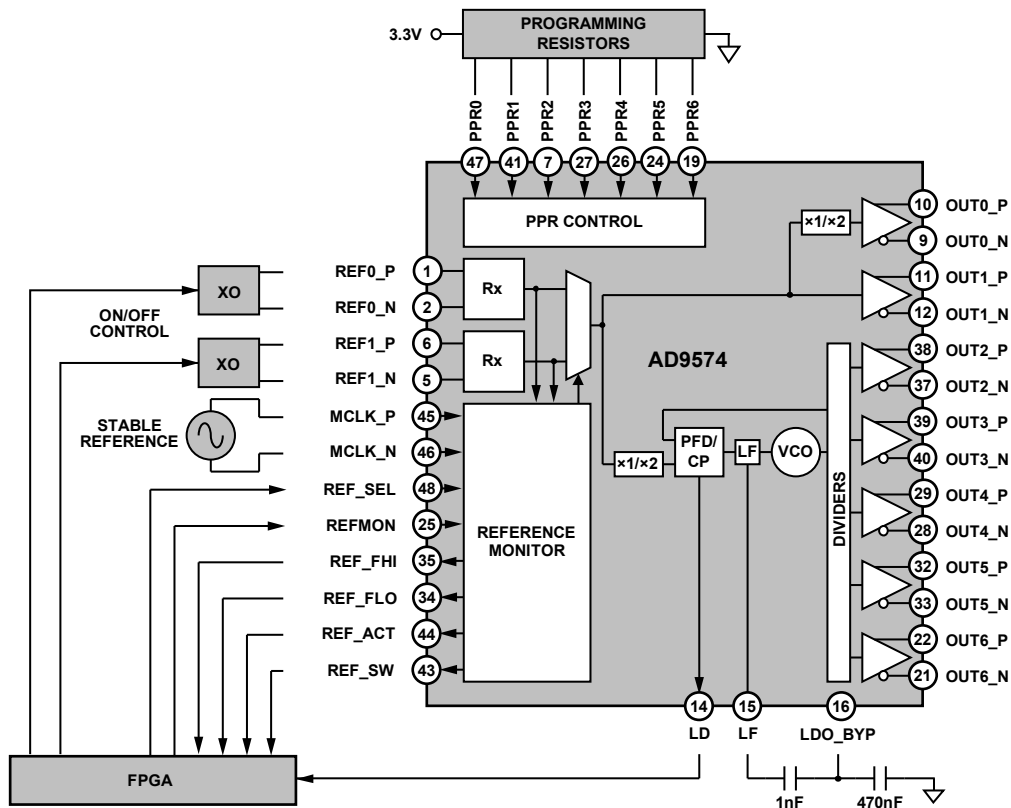 PROGRAMMING
RESISTORS
3.3V
PPR0
PPR1
PPR2
PPR3
PPR4
PPR5
PPR6
47
41
7
27
26
24
19
PPR CONTROL
×1/×2
10
OUT0_P
9
OUT0_N
11
OUT1_P
12
OUT1_N
38
OUT2_P
37
OUT2_N
39
OUT3_P
40
OUT3_N
29
OUT4_P
28
OUT4_N
32
OUT5_P
33
OUT5_N
22
OUT6_P
21
OUT6_N
AD9574
XO
ON/OFF
CONTROL
XO
STABLE
REFERENCE
REF0_P
1
REF0_N
2
Rx
REF1_P
6
REF1_N
5
Rx
MCLK_P
45
MCLK_N
46
REF_SEL
48
REFMON
25
REF_FHI
35
REF_FLO
34
REF_ACT
44
REF_SW
43
REFERENCE
MONITOR
×1/×2
PFD/
CP
LF
VCO
DIVIDERS
14
LD
15
LF
16
LDO_BYP
FPGA
1nF
470nF